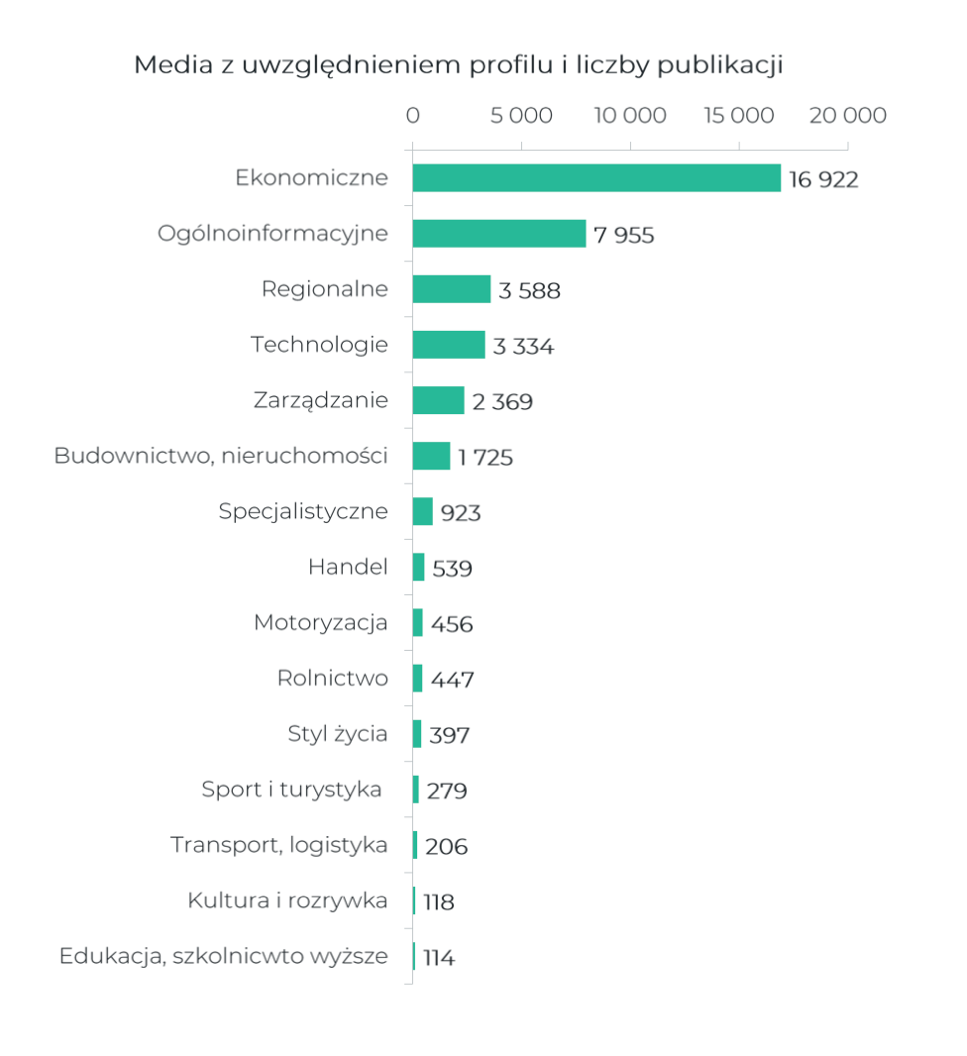 Media z uwzględnieniem profilu i liczby publikacji
0 5 000 10 000 15 000 20 000
Ekonomiczne 16 922
Ogólnoinformacyjne 7 955
Regionalne 3 588
Technologie 3 334
Zarządzanie 2 369
Budownictwo, nieruchomości 1 725
Specjalistyczne 923
Handel 539
Motoryzacja 456
Rolnictwo 447
Styl życia 397
Sport i turystyka 279
Transport, logistyka 206
Kultura i rozrywka 118
Edukacja, szkolnicwto wyższe 114